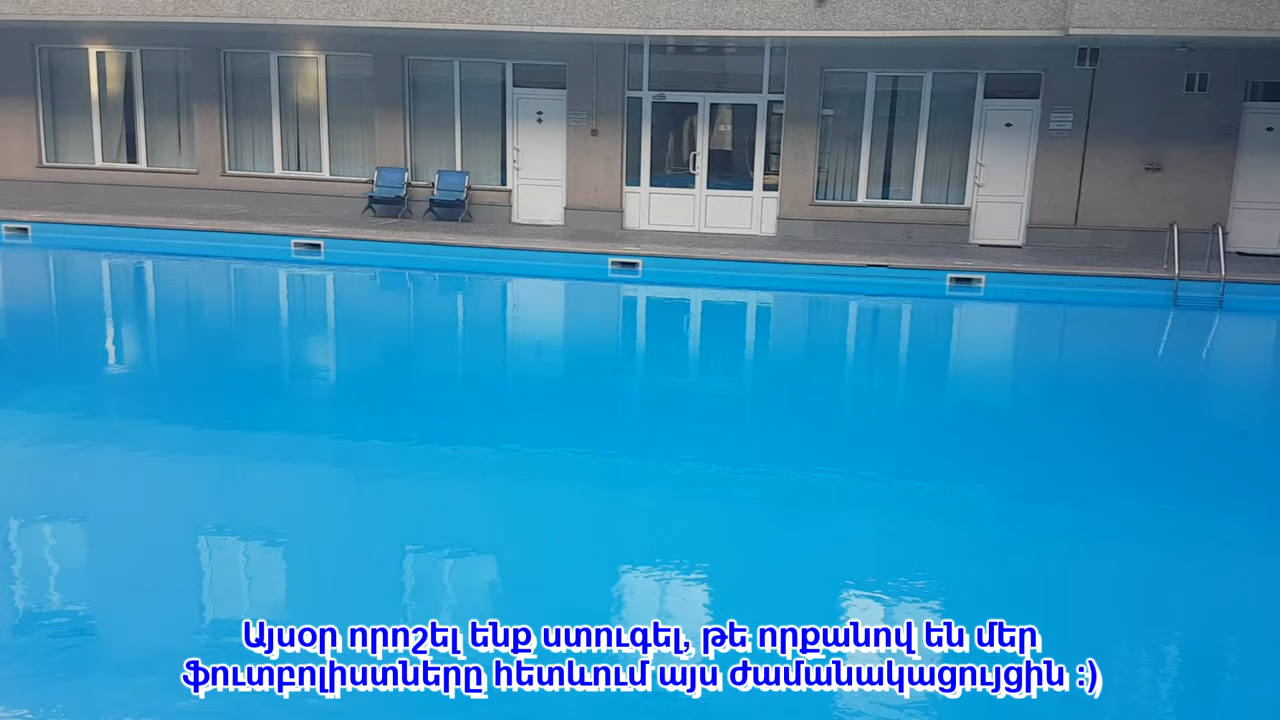 Այսօր որոշել ենք ստուգել, թե որքանով են մեր
ֆուտբոլիստները հետևում այս ժամանակացույցին :)